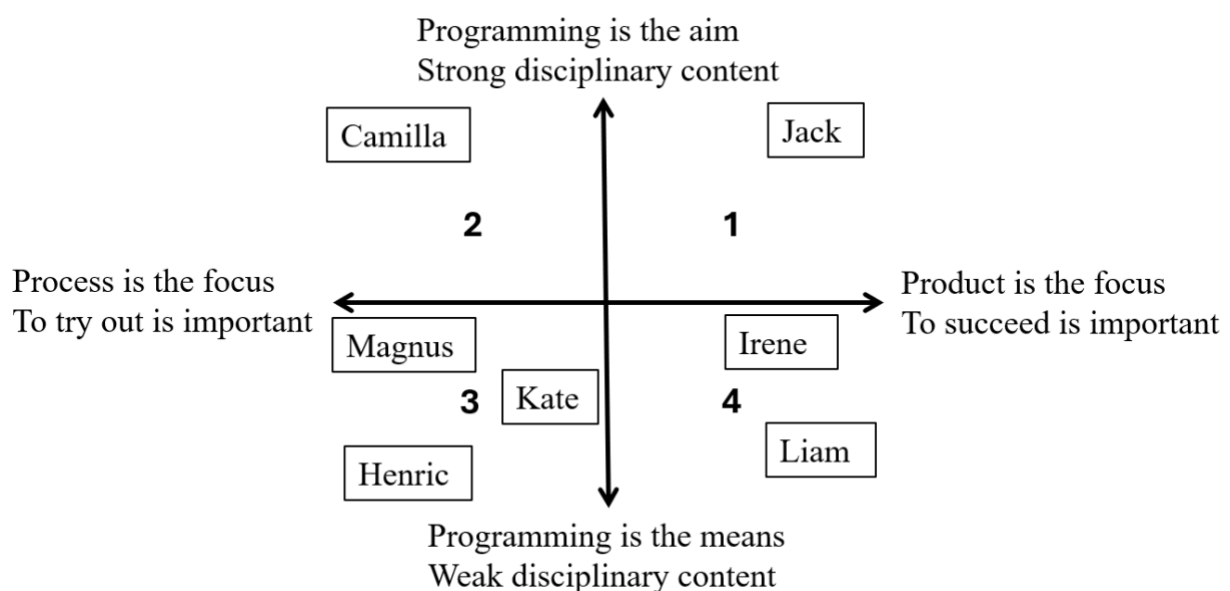 Programming is the aim
Strong disciplinary content
Camilla
Jack
2
1
Process is the focus
To try out is important
Product is the focus
To succeed is important
Magnus
Irene
3
Kate
4
Henric
Liam
Programming is the means
Weak disciplinary content